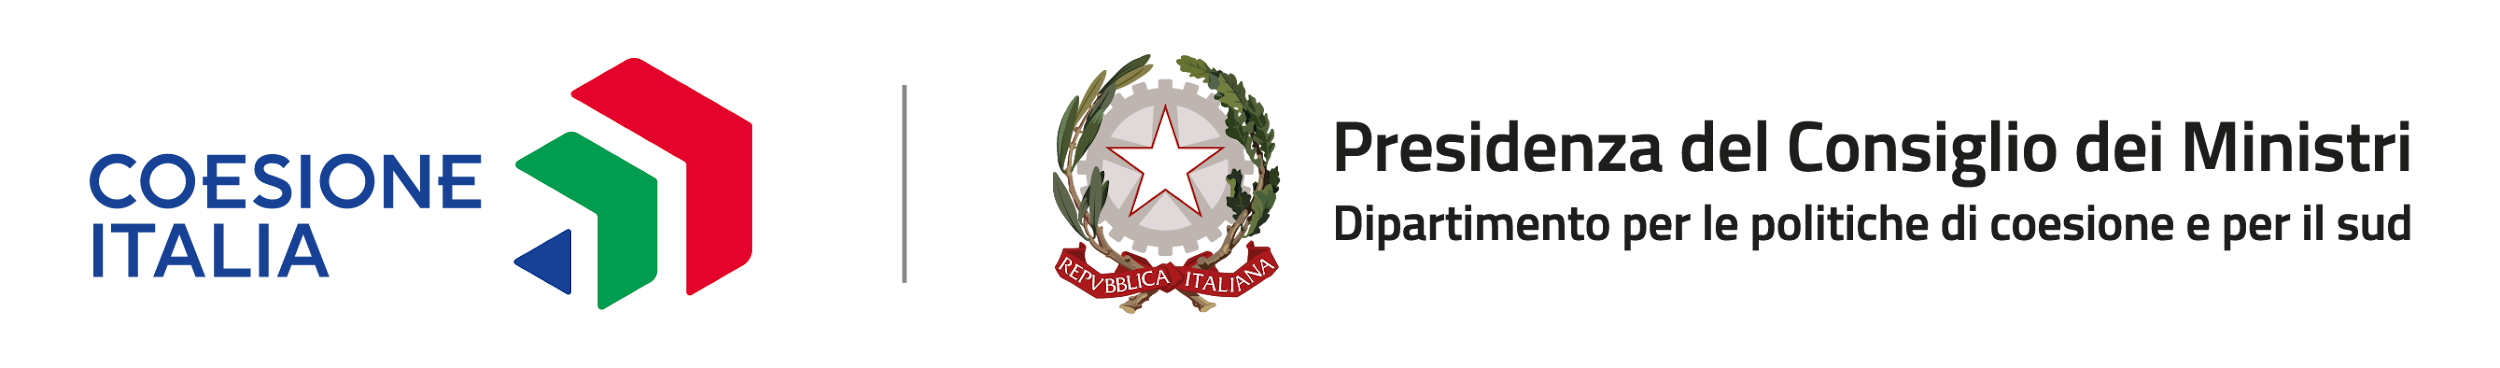 COESIONE
ITALIA
REPVBBLICA ITALIANA
Presidenza del Consiglio dei Ministri
Dipartimento per le politiche di coesione e per il sud